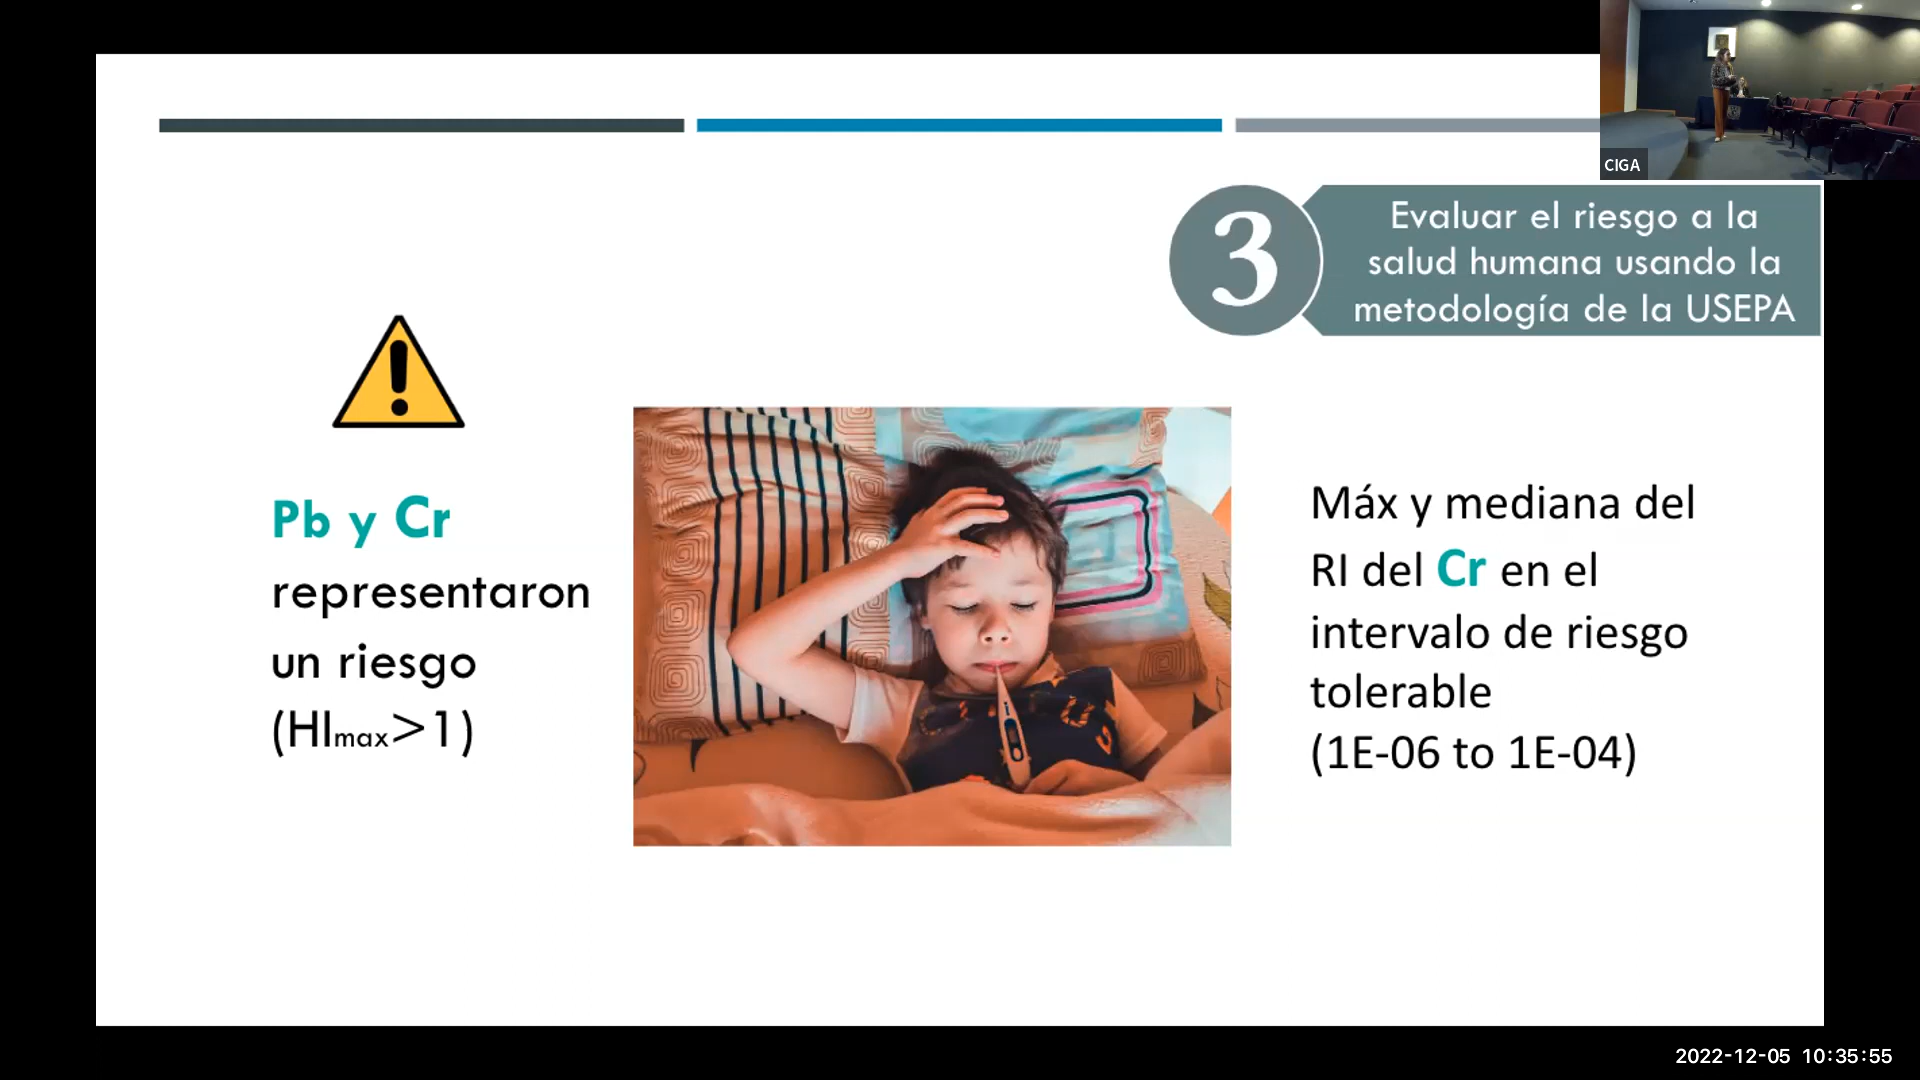 CIGA
3
Evaluar el riesgo a la
salud humana usando la
metodología de la USEPA
Pb y Cr
representaron
un riesgo
(HImax>1)
Máx y mediana del
RI del Cr en el
intervalo de riesgo
tolerable
(1E-06 to 1E-04)
2022-12-05 10:35:55